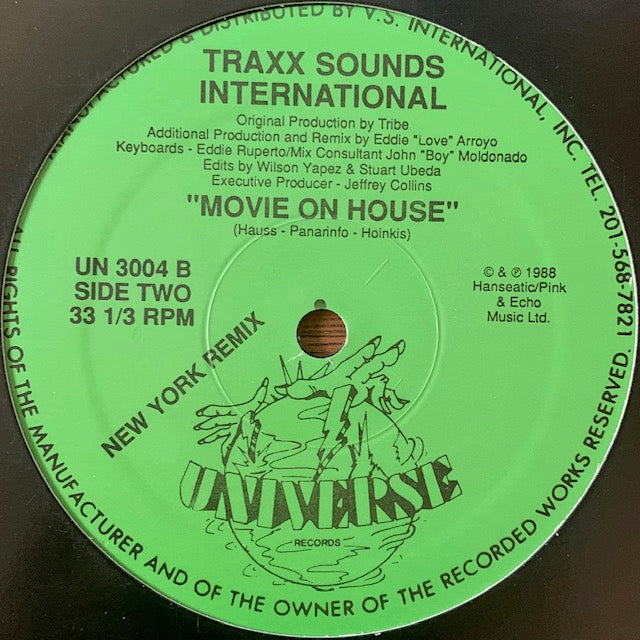 MANUFACTURED & DISTRIBUTED BY V.S. INTERNATIONAL, INC. TEL. 201-568-7821
TRAXX SOUNDS
INTERNATIONAL
Original Production by Tribe
Additional Production and Remix by Eddie "Love" Arroyo
Keyboards - Eddie Ruperto/Mix Consultant John "Boy" Moldonado
Edits by Wilson Yapez & Stuart Ubeda
Executive Producer - Jeffrey Collins
"MOVIE ON HOUSE"
(Hauss - Panarinfo - Hoinkis)
UN 3004 B
SIDE TWO
33 1/3 RPM
© & ℗ 1988
Hanseatic/Pink
& Echo
Music Ltd.
NEW YORK REMIX
UNIVERSE
RECORDS
ALL RIGHTS OF THE MANUFACTURER AND OF THE OWNER OF THE RECORDED WORKS RESERVED.